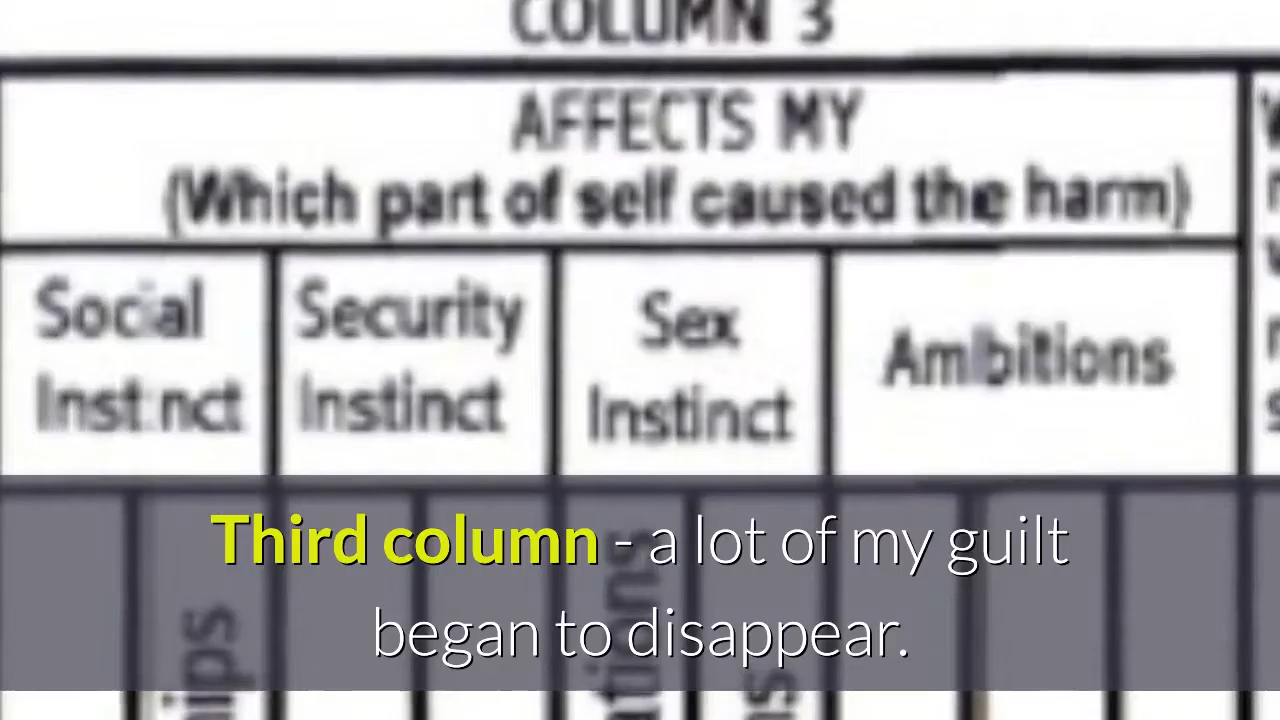 COLUMN 3
AFFECTS MY
(Which part of self caused the harm)
Social
Instinct
Security
Instinct
Sex
Instinct
Ambitions
Third column - a lot of my guilt
began to disappear.